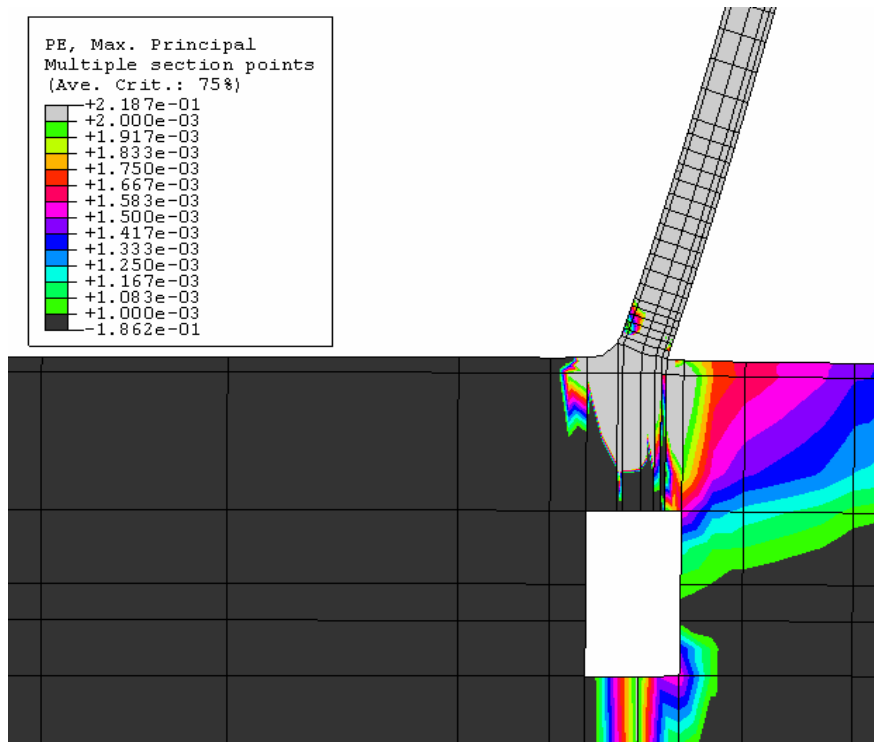 PE, Max. Principal
Multiple section points
(Ave. Crit.: 75%)
+2.187e-01
+2.000e-03
+1.917e-03
+1.833e-03
+1.750e-03
+1.667e-03
+1.583e-03
+1.500e-03
+1.417e-03
+1.333e-03
+1.250e-03
+1.167e-03
+1.083e-03
+1.000e-03
-1.862e-01